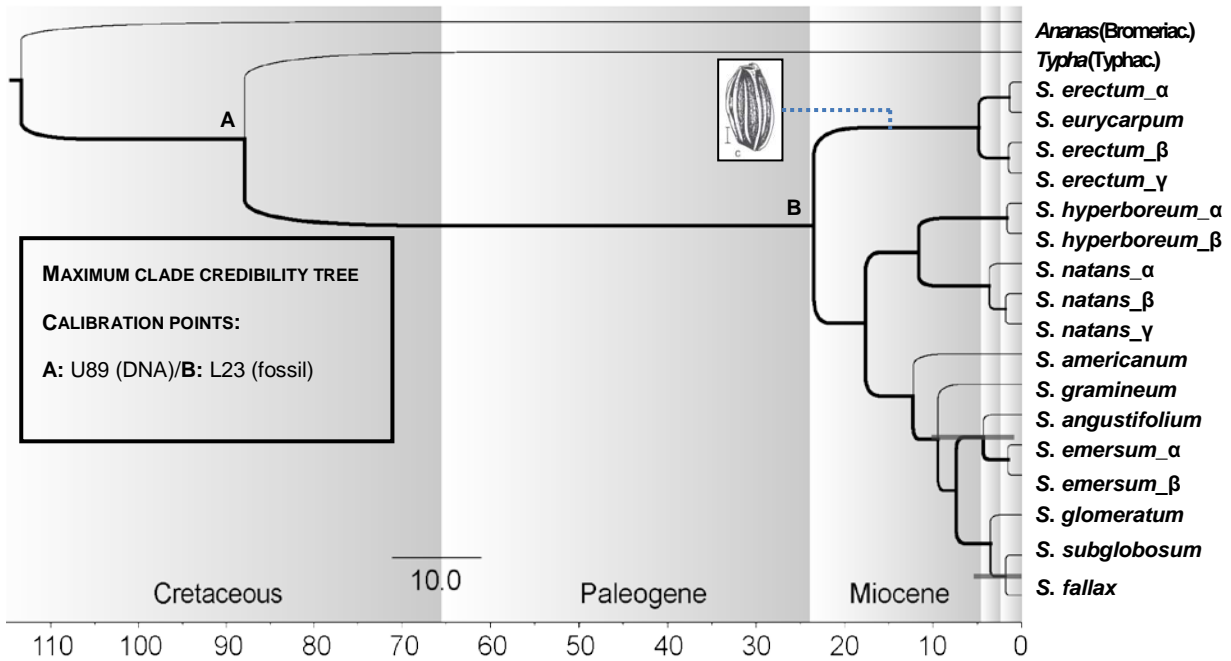 Ananas(Bromeriac.)
Typha(Typhac.)
S. erectum_α
S. eurycarpum
S. erectum_β
S. erectum_γ
S. hyperboreum_α
S. hyperboreum_β
S. natans_α
S. natans_β
S. natans_γ
S. americanum
S. gramineum
S. angustifolium
S. emersum_α
S. emersum_β
S. glomeratum
S. subglobosum
S. fallax
A
B
c
MAXIMUM CLADE CREDIBILITY TREE
CALIBRATION POINTS:
A: U89 (DNA)/B: L23 (fossil)
10.0
Cretaceous Paleogene Miocene
110 100 90 80 70 60 50 40 30 20 10 0